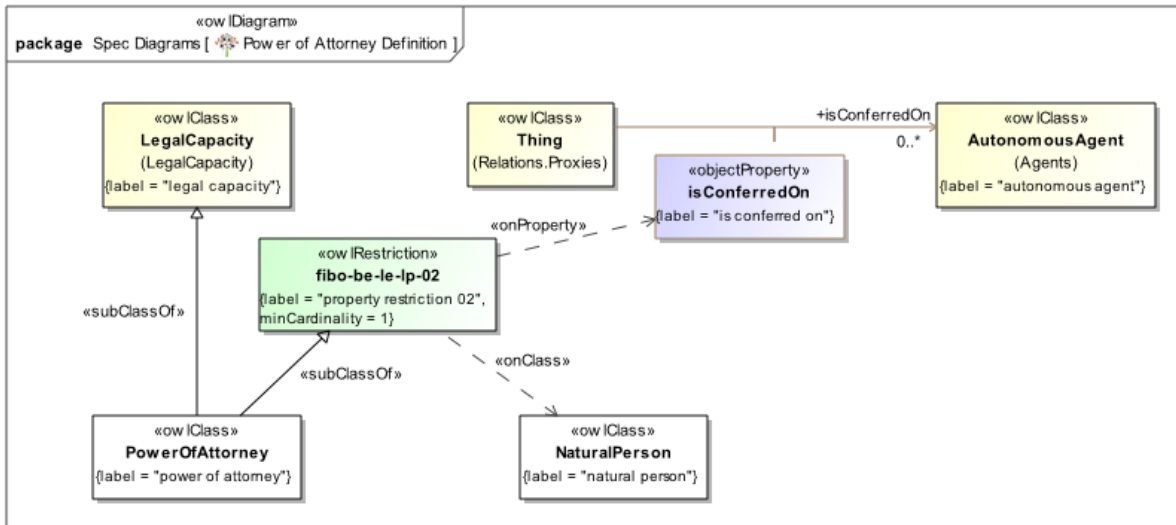 «owlDiagram»
package Spec Diagrams [ Power of Attorney Definition ]
«owlClass»
LegalCapacity
(LegalCapacity)
{label = "legal capacity"}
«owlClass»
Thing
(Relations.Proxies)
+isConferredOn
0..*
«owlClass»
AutonomousAgent
(Agents)
{label = "autonomous agent"}
«objectProperty»
isConferredOn
{label = "is conferred on"}
«onProperty»
«owlRestriction»
fibo-be-le-lp-02
{label = "property restriction 02",
minCardinality = 1}
«subClassOf»
«subClassOf»
«onClass»
«owlClass»
PowerOfAttorney
{label = "power of attorney"}
«owlClass»
NaturalPerson
{label = "natural person"}